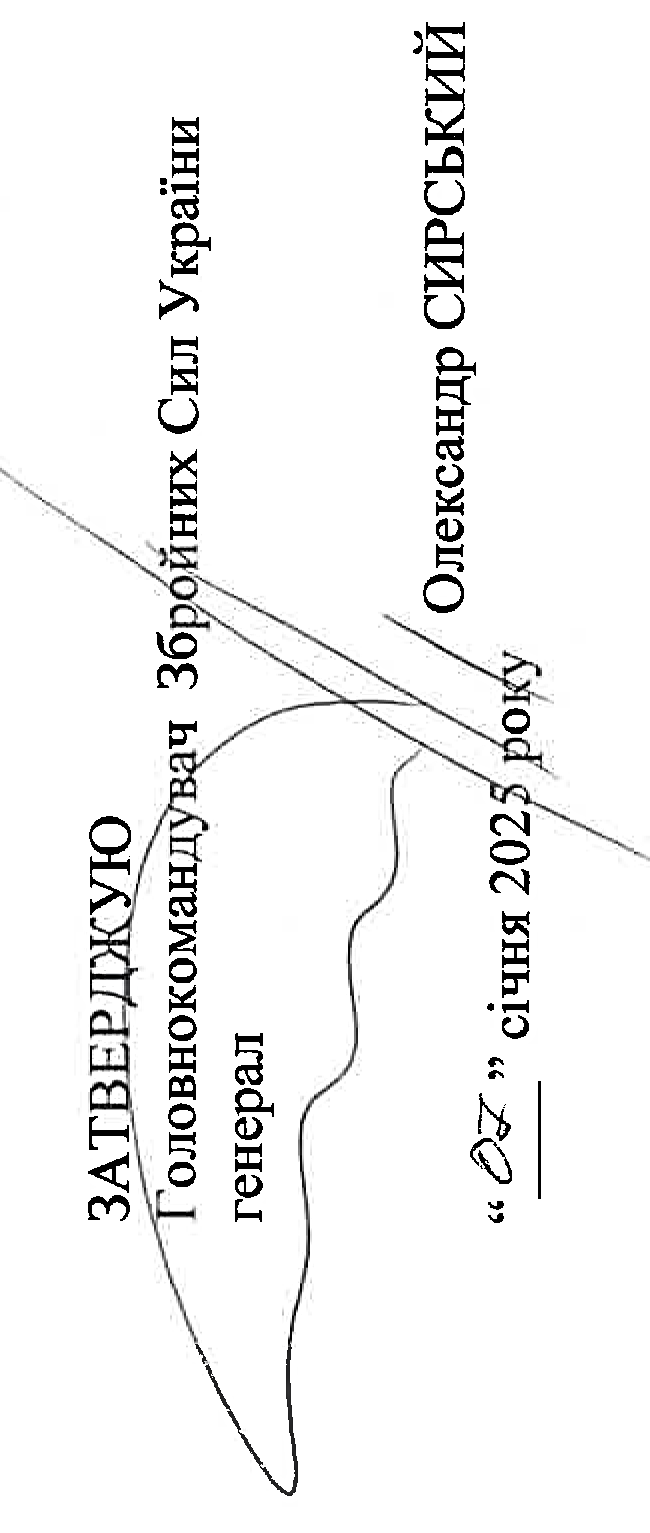 ЗАТВЕРДЖУЮ
Головнокомандувач Збройних Сил України
генерал
Олександр СИРСЬКИЙ
“ 07 ” січня 2025 року